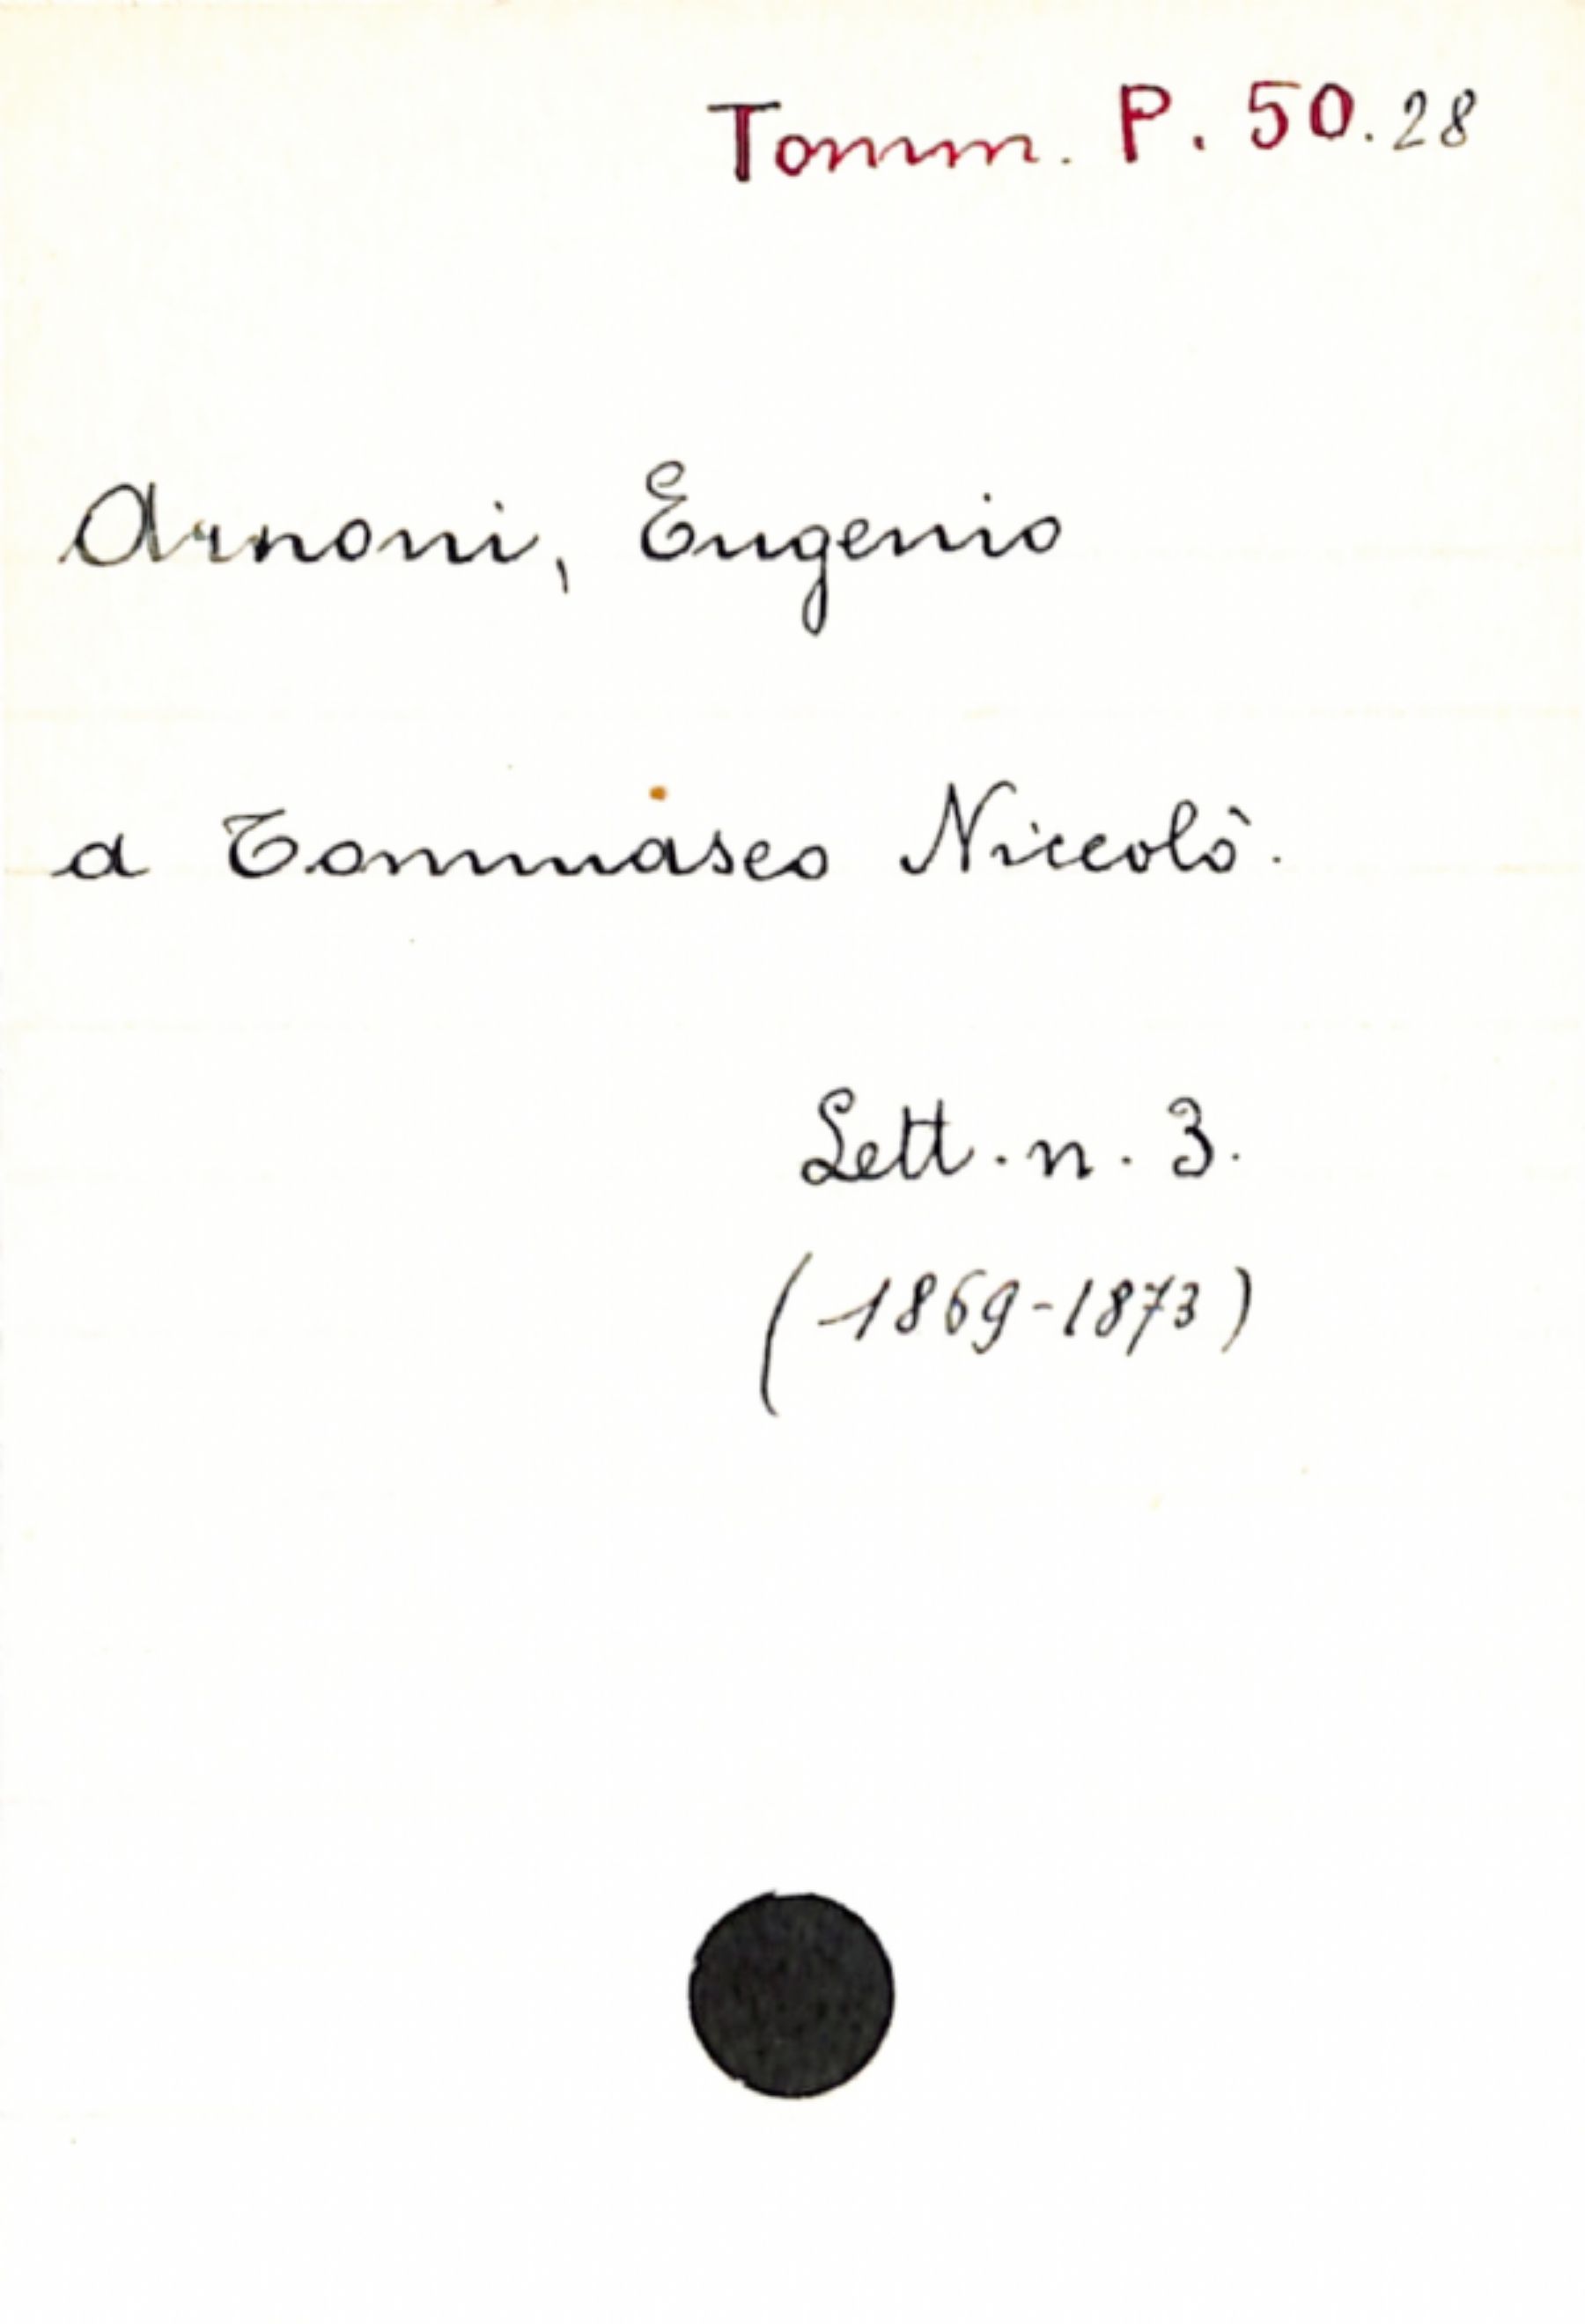 Tomm. P. 50.28
Arnoni, Eugenio
a Tommaseo Niccolò.
Lett. n. 3.
(1869-1873)